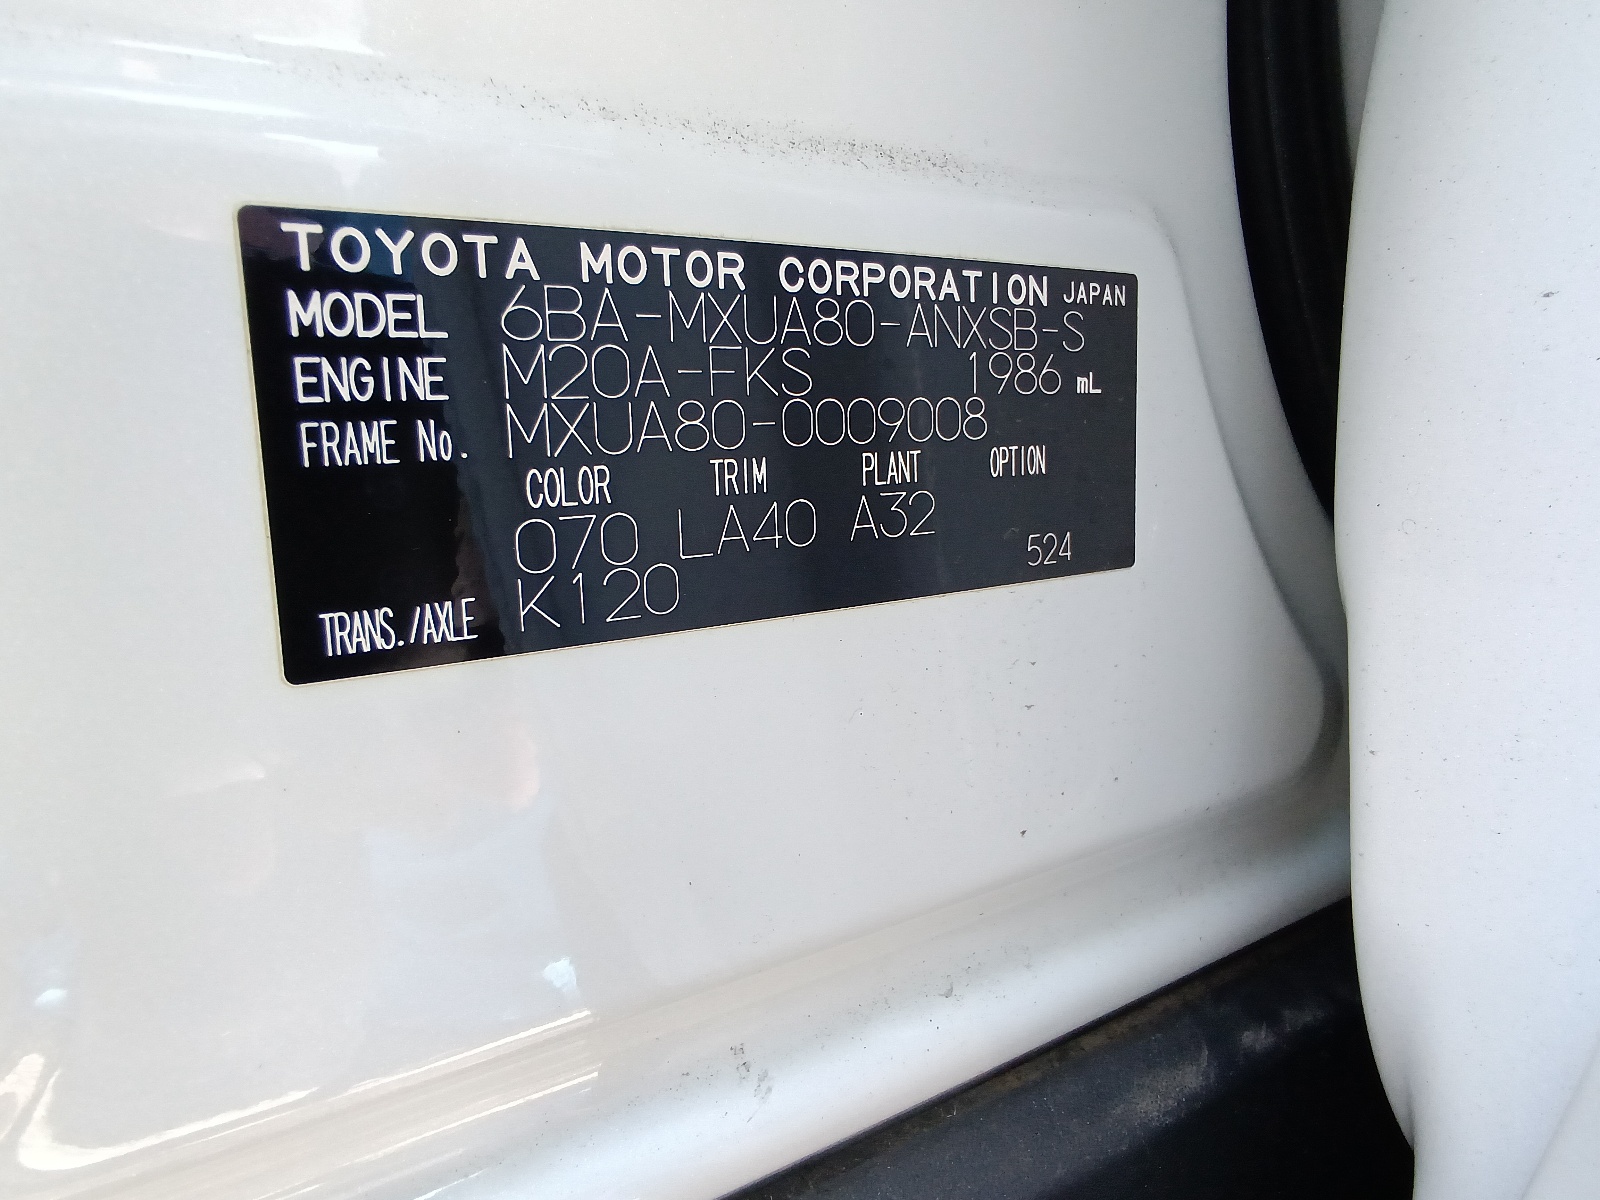 TOYOTA MOTOR CORPORATION JAPAN
MODEL 6BA-MXUA80-ANXSB-S
ENGINE M20A-FKS 1986 mL
FRAME No. MXUA80-0009008
COLOR TRIM PLANT OPTION
070 LA40 A32
524
TRANS./AXLE K120